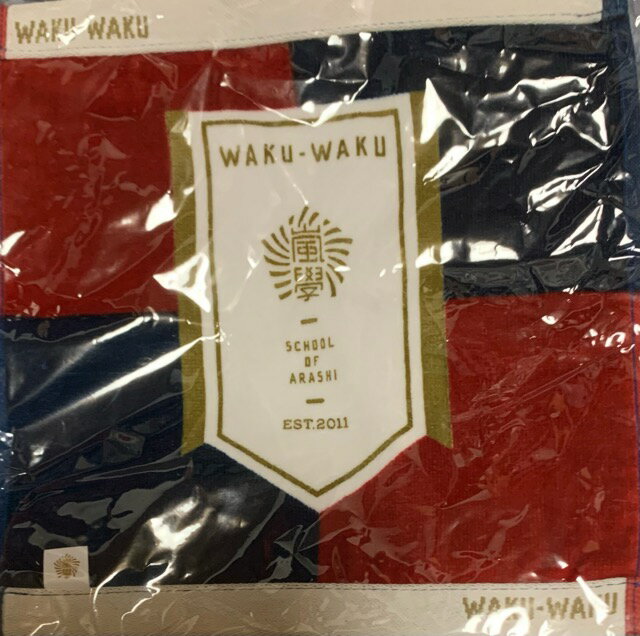 WAKU-WAKU
WAKU-WAKU
嵐學
SCHOOL
OF
ARASHI
EST.2011
WAKU-WAKU